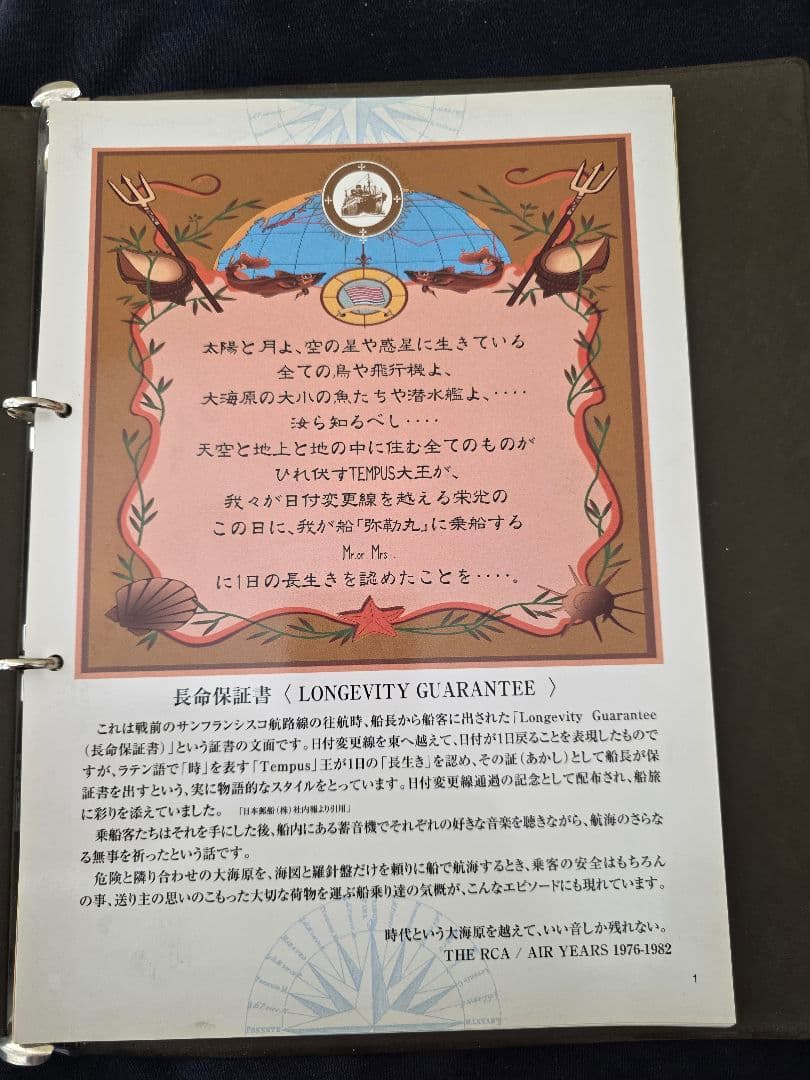 太陽と月よ、空の星や惑星に生きている
全ての鳥や飛行機よ、
大海原の大小の魚たちや潜水艦よ、‥‥
汝ら知るべし‥‥
天空と地上と地の中に住む全てのものが
ひれ伏すTEMPUS大王が、
我々が日付変更線を越える栄光の
この日に、我が船「弥勒丸」に乗船する
Mr.or Mrs .
に1日の長生きを認めたことを‥‥。
長命保証書〈 LONGEVITY GUARANTEE 〉
これは戦前のサンフランシスコ航路線の往航時、船長から船客に出された「Longevity Guarantee
(長命保証書)」という証書の文面です。日付変更線を東へ越えて、日付が1日戻ることを表現したもので
すが、ラテン語で「時」を表す「Tempus」王が1日の「長生き」を認め、その証(あかし)として船長が保
証書を出すという、実に物語的なスタイルをとっています。日付変更線通過の記念として配布され、船旅
に彩りを添えていました。 「日本郵船(株)社内報より引用」
乗船客たちはそれを手にした後、船内にある蓄音機でそれぞれの好きな音楽を聴きながら、航海のさらな
る無事を祈ったという話です。
危険と隣り合わせの大海原を、海図と羅針盤だけを頼りに船で航海するとき、乗客の安全はもちろん
の事、送り主の思いのこもった大切な荷物を運ぶ船乗り達の気概が、こんなエピソードにも現れています。
時代という大海原を越えて、いい音しか残れない。
THE RCA / AIR YEARS 1976-1982
1